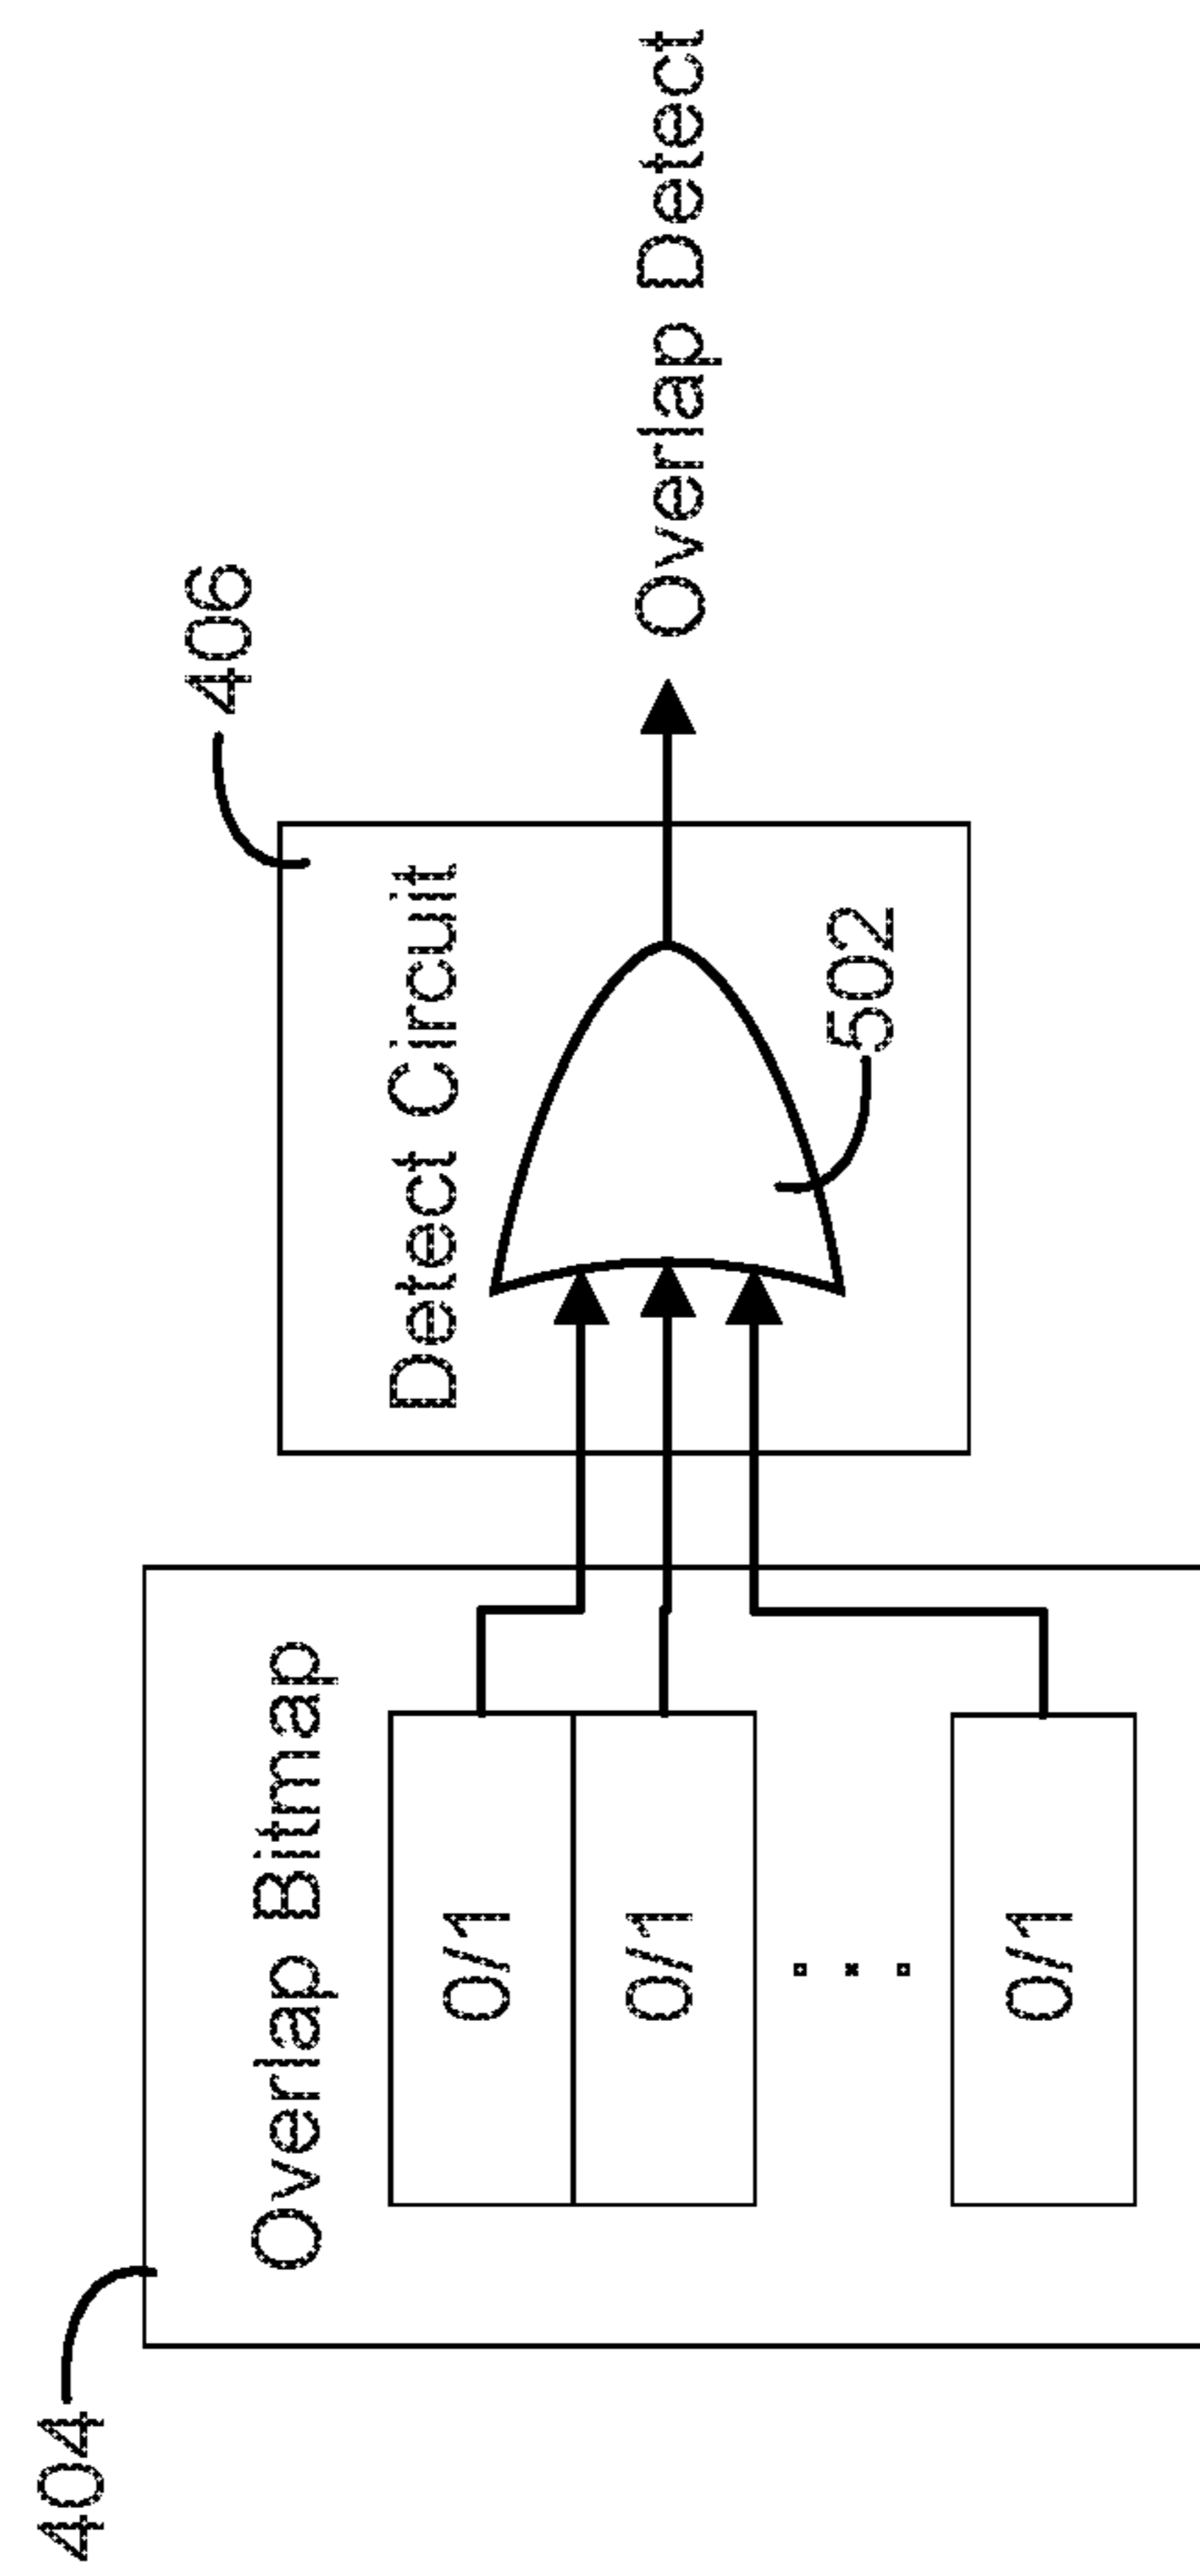 404
Overlap Bitmap
0/1
0/1
. . .
0/1
406
Detect Circuit
502
Overlap Detect